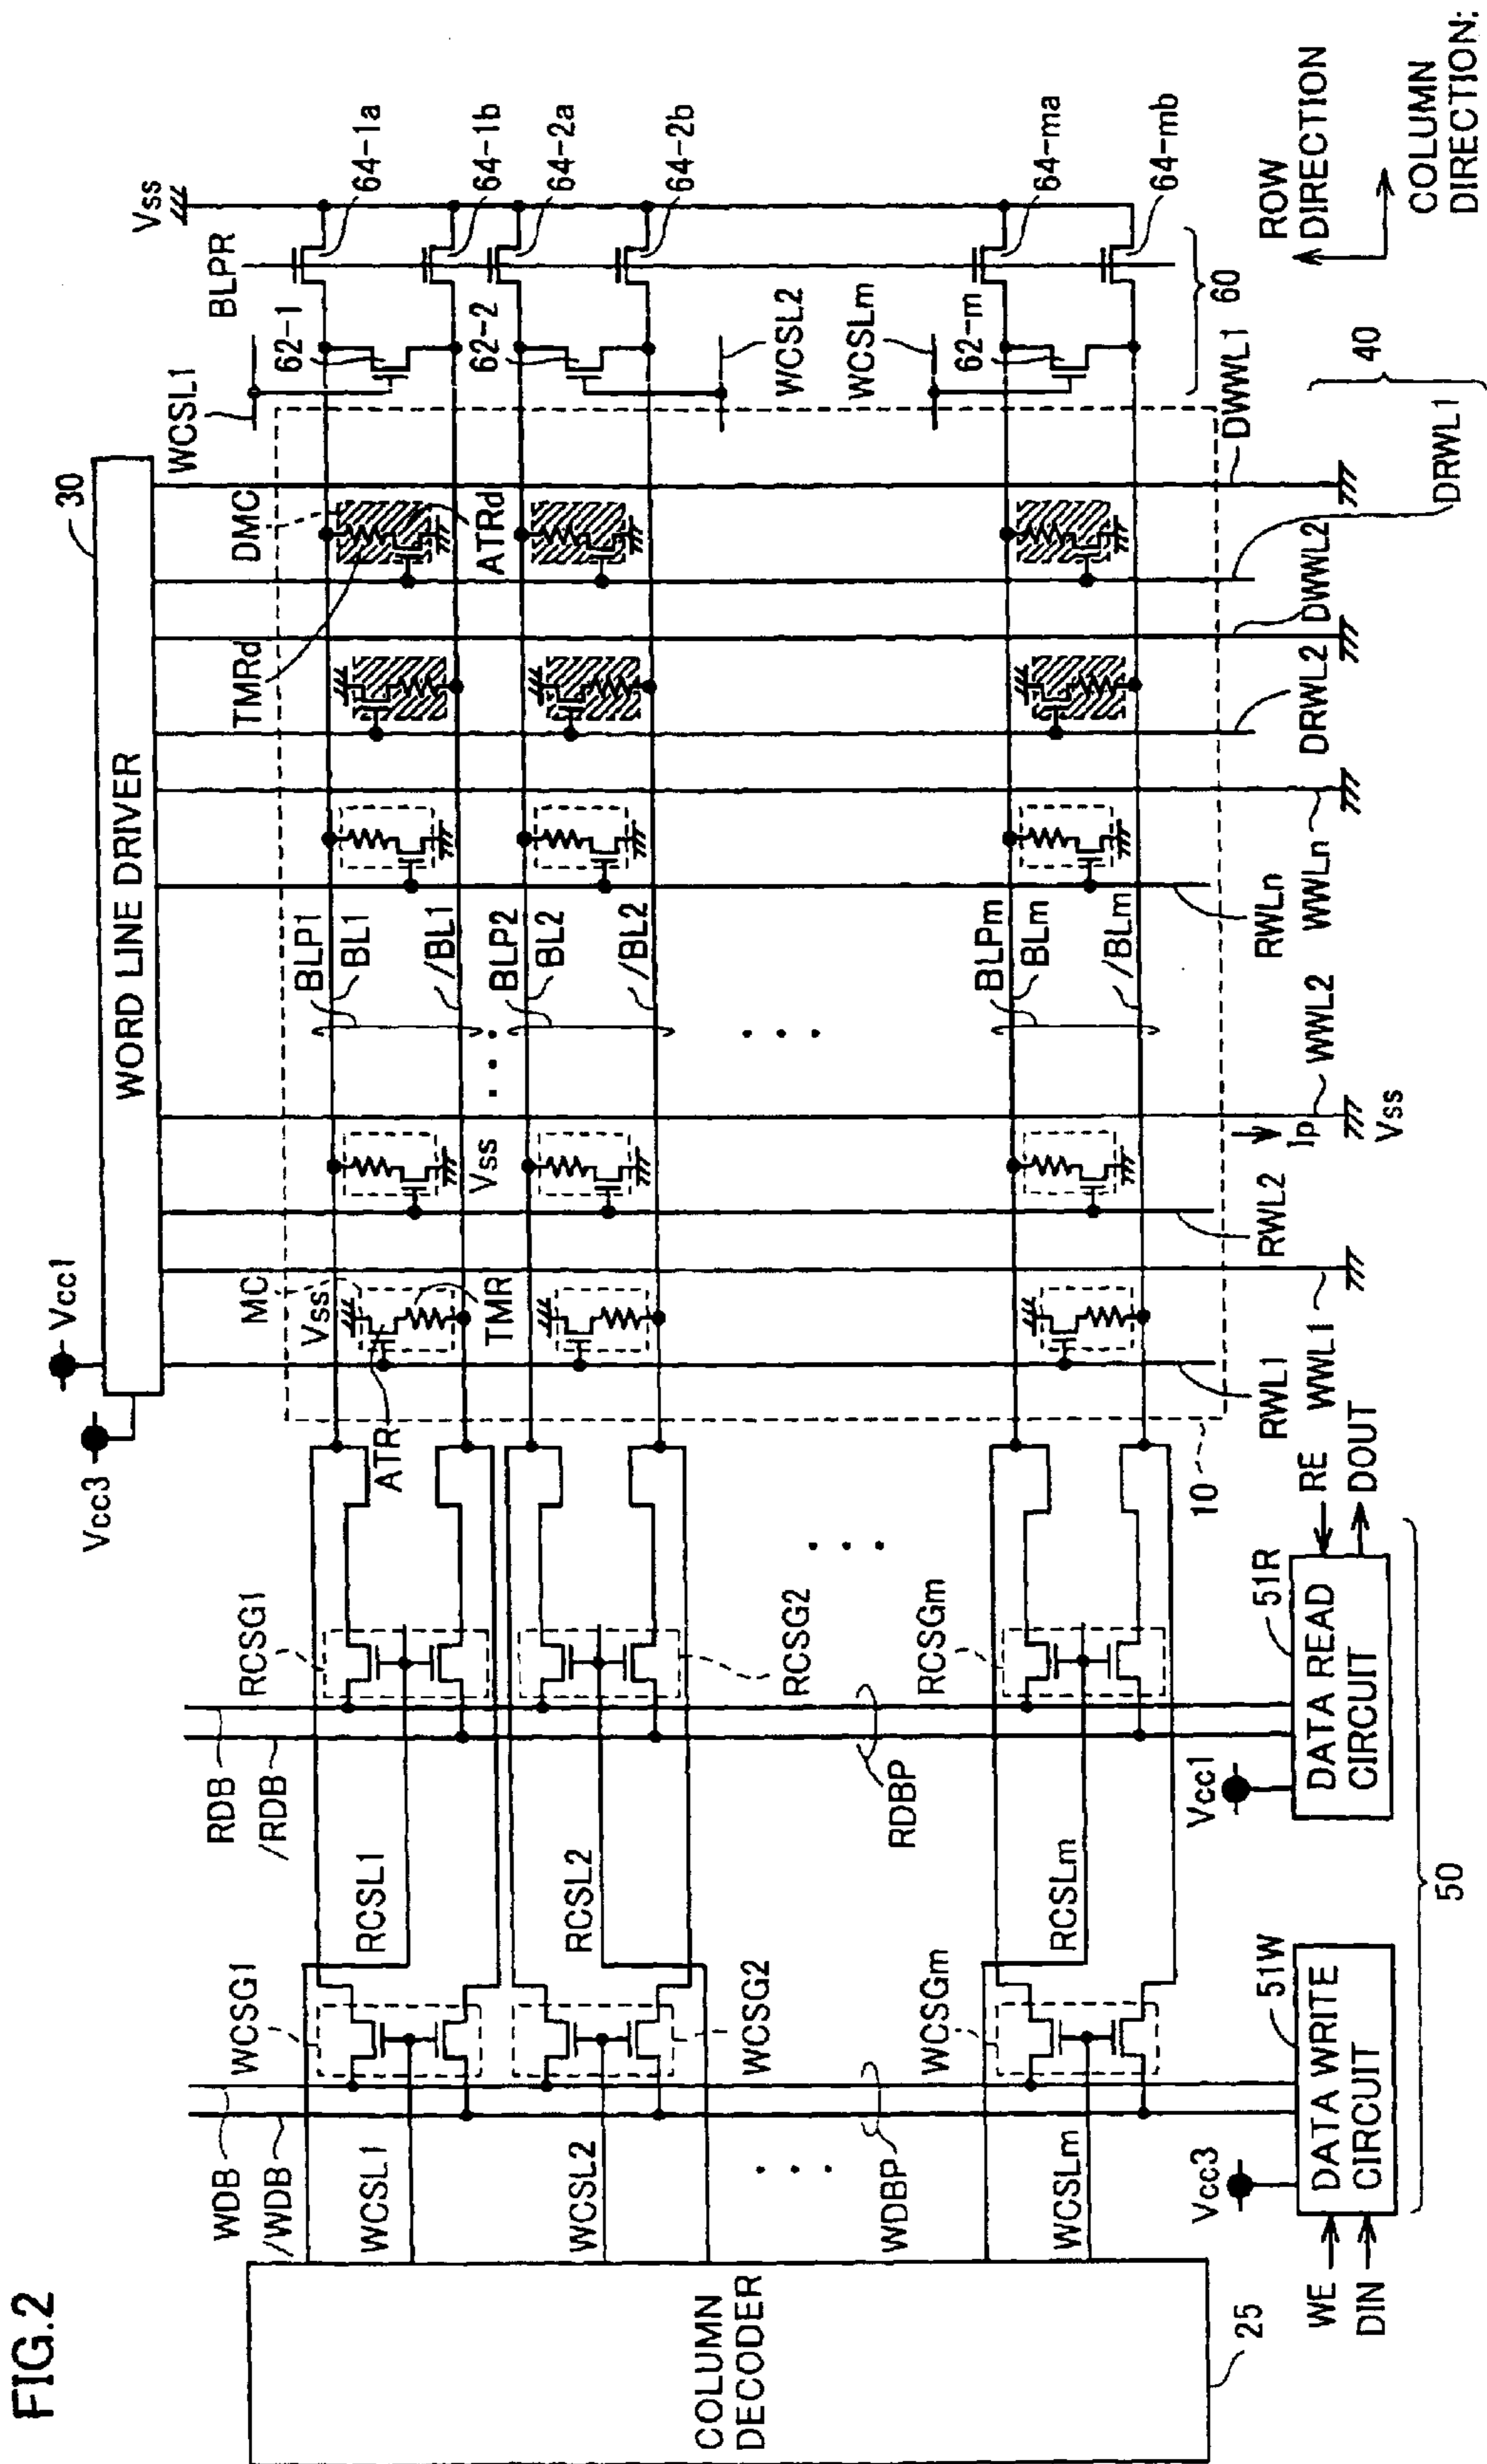 FIG.2
COLUMN
DECODER
25
WE
DIN
Vcc3
DATA WRITE
CIRCUIT
51W
50
Vcc1
DATA READ
CIRCUIT
51R
RE
DOUT
WDB
/WDB
WCSL1
WCSL2
WDBP
WCSLm
WCSG1
WCSG2
WCSGm
RCSL1
RCSL2
RCSLm
RDB
/RDB
RDBP
RCSG1
RCSG2
RCSGm
10
Vcc3
Vcc1
WORD LINE DRIVER
30
ATR
MC
Vss
TMR
Vss
BLP1
BL1
/BL1
BLP2
BL2
/BL2
BLPm
BLm
/BLm
TMRd
DMC
ATRd
RWL1
WWL1
RWL2
Ip
WWL2
Vss
RWLn
WWLn
DRWL2
DWWL2
DRWL1
DWWL1
40
WCSL1
62-1
62-2
WCSL2
WCSLm
62-m
60
BLPR
Vss
64-1a
64-1b
64-2a
64-2b
64-ma
64-mb
ROW
DIRECTION
COLUMN
DIRECTION: